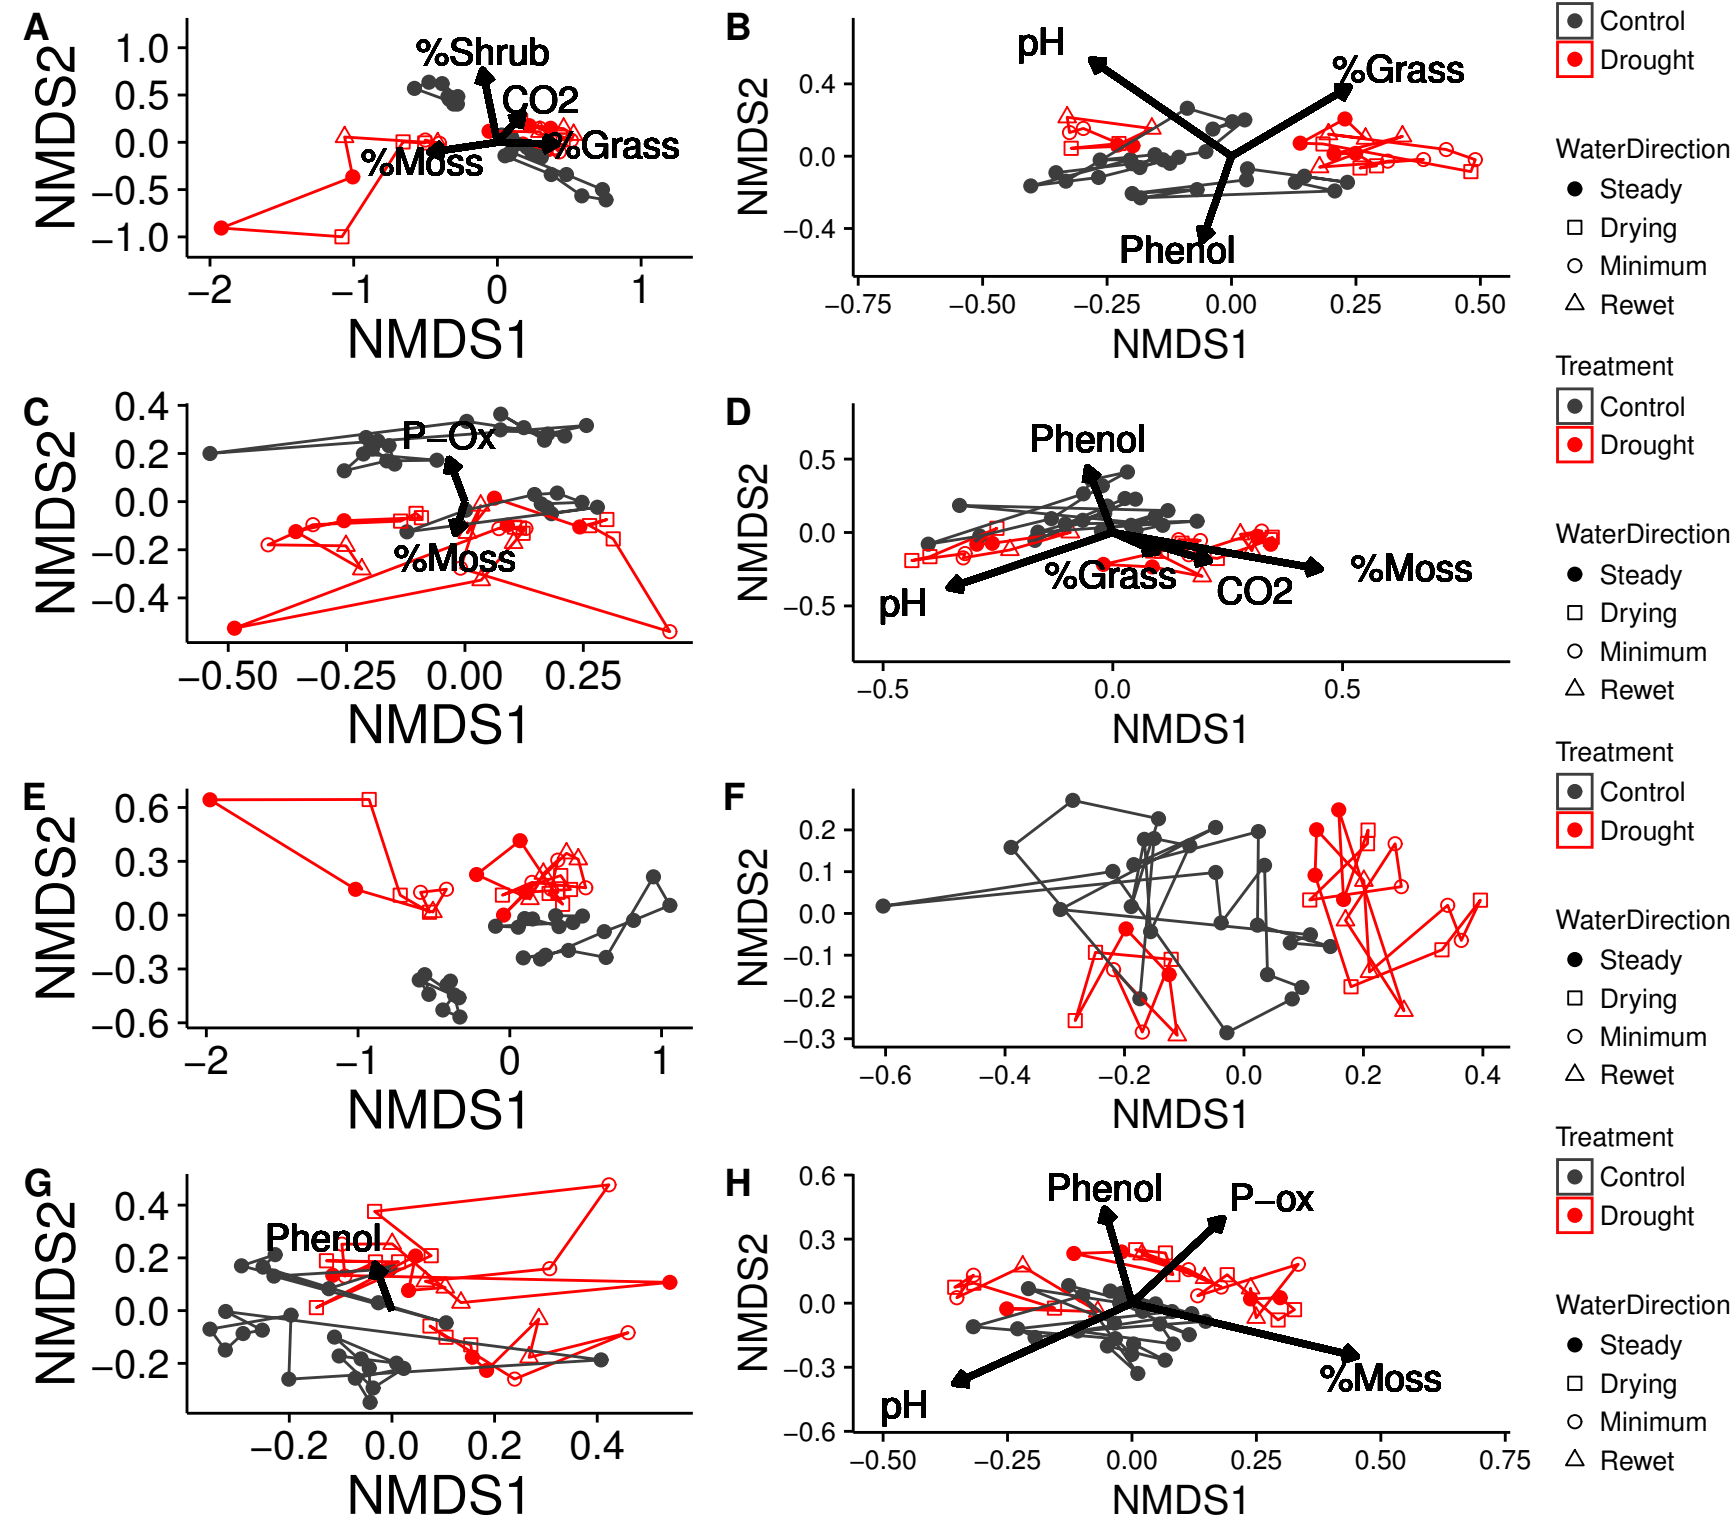 A
NMDS2
1.0
0.5
0.0
−0.5
−1.0
%Shrub
CO2
%Moss
%Grass
−2
−1
0
1
NMDS1
B
NMDS2
0.4
0.0
−0.4
pH
%Grass
Phenol
−0.75
−0.50
−0.25
0.00
0.25
0.50
NMDS1
Control
Drought
WaterDirection
Steady
Drying
Minimum
Rewet
C
NMDS2
0.4
0.2
0.0
−0.2
−0.4
P−Ox
%Moss
−0.50
−0.25
0.00
0.25
NMDS1
D
NMDS2
0.5
0.0
−0.5
Phenol
%Moss
%Grass
CO2
pH
−0.5
0.0
0.5
NMDS1
Treatment
Control
Drought
WaterDirection
Steady
Drying
Minimum
Rewet
E
NMDS2
0.6
0.3
0.0
−0.3
−0.6
−2
−1
0
1
NMDS1
F
NMDS2
0.2
0.1
0.0
−0.1
−0.2
−0.3
−0.6
−0.4
−0.2
0.0
0.2
0.4
NMDS1
Treatment
Control
Drought
WaterDirection
Steady
Drying
Minimum
Rewet
G
NMDS2
0.4
0.2
0.0
−0.2
Phenol
−0.2
0.0
0.2
0.4
NMDS1
H
NMDS2
0.6
0.3
0.0
−0.3
−0.6
Phenol
P−ox
%Moss
pH
−0.50
−0.25
0.00
0.25
0.50
0.75
NMDS1
Treatment
Control
Drought
WaterDirection
Steady
Drying
Minimum
Rewet